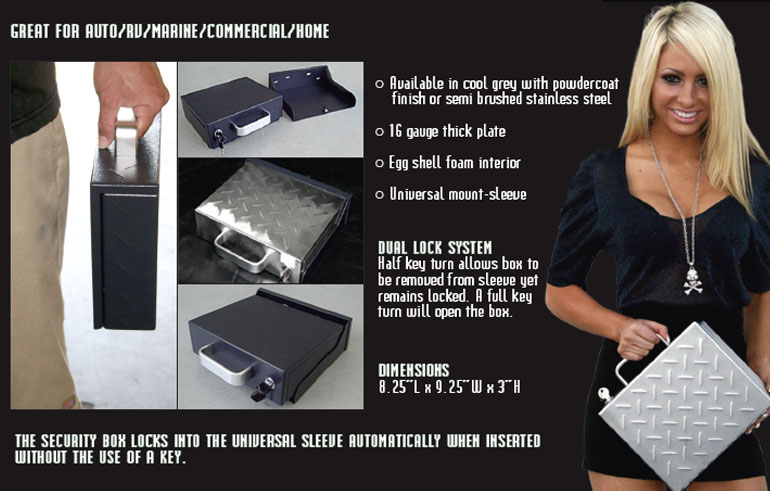 GREAT FOR AUTO/RV/MARINE/COMMERCIAL/HOME
o Available in cool grey with powdercoat
finish or semi brushed stainless steel
o 16 gauge thick plate
o Egg shell foam interior
o Universal mount-sleeve
DUAL LOCK SYSTEM
Half key turn allows box to
be removed from sleeve yet
remains locked. A full key
turn will open the box.
DIMENSIONS
8.25"L x 9.25"W x 3"H
THE SECURITY BOX LOCKS INTO THE UNIVERSAL SLEEVE AUTOMATICALLY WHEN INSERTED
WITHOUT THE USE OF A KEY.